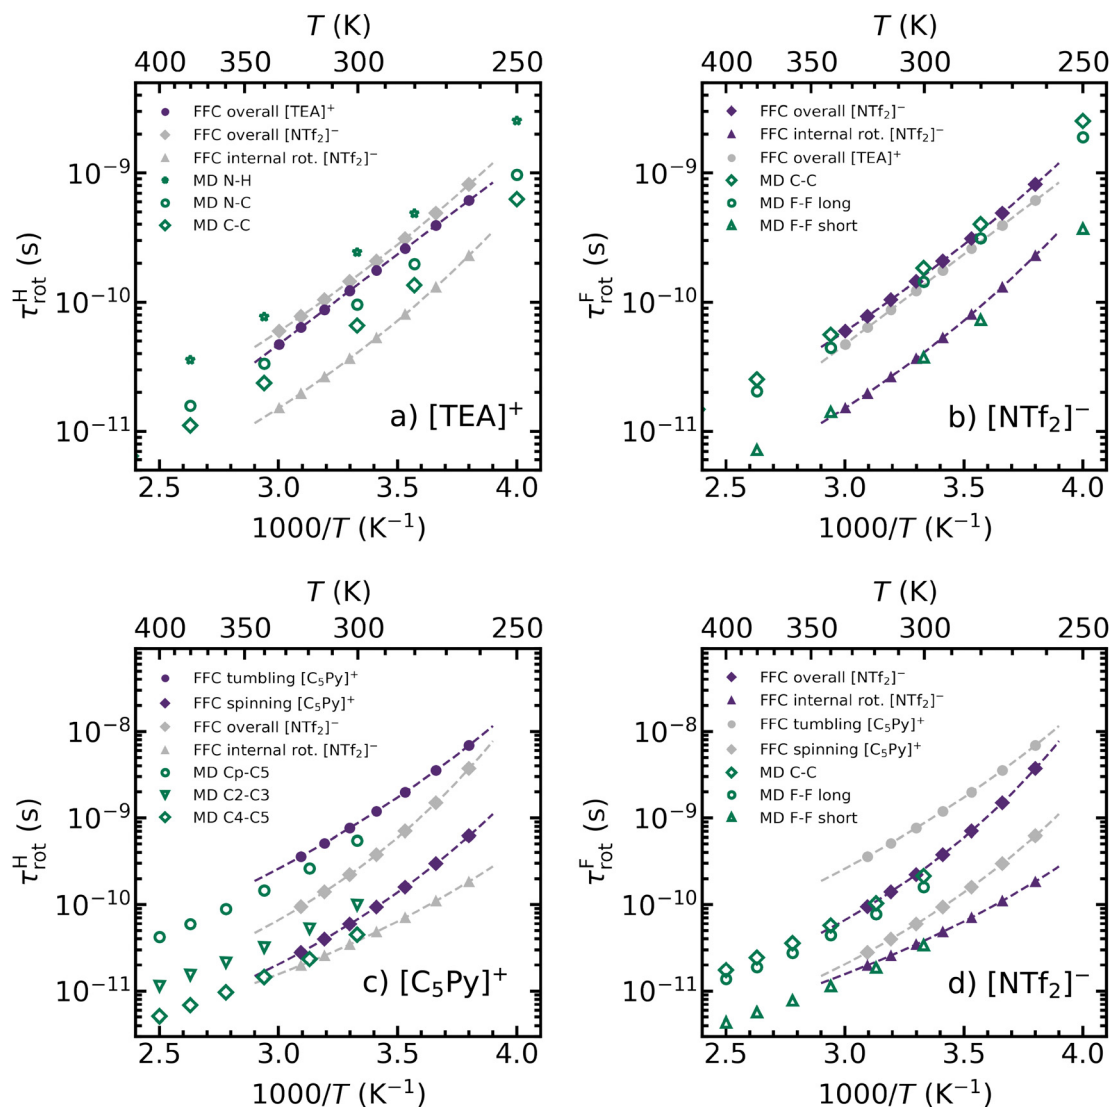 T (K)
400 350 300 250
FFC overall [TEA]⁺
FFC overall [NTf₂]⁻
FFC internal rot. [NTf₂]⁻
MD N-H
MD N-C
MD C-C
10⁻⁹
10⁻¹⁰
10⁻¹¹
τᴴrot (s)
a) [TEA]⁺
2.5 3.0 3.5 4.0
1000/T (K⁻¹)
T (K)
400 350 300 250
FFC overall [NTf₂]⁻
FFC internal rot. [NTf₂]⁻
FFC overall [TEA]⁺
MD C-C
MD F-F long
MD F-F short
10⁻⁹
10⁻¹⁰
10⁻¹¹
τꟳrot (s)
b) [NTf₂]⁻
2.5 3.0 3.5 4.0
1000/T (K⁻¹)
T (K)
400 350 300 250
FFC tumbling [C₅Py]⁺
FFC spinning [C₅Py]⁺
FFC overall [NTf₂]⁻
FFC internal rot. [NTf₂]⁻
MD Cp-C5
MD C2-C3
MD C4-C5
10⁻⁸
10⁻⁹
10⁻¹⁰
10⁻¹¹
τᴴrot (s)
c) [C₅Py]⁺
2.5 3.0 3.5 4.0
1000/T (K⁻¹)
T (K)
400 350 300 250
FFC overall [NTf₂]⁻
FFC internal rot. [NTf₂]⁻
FFC tumbling [C₅Py]⁺
FFC spinning [C₅Py]⁺
MD C-C
MD F-F long
MD F-F short
10⁻⁸
10⁻⁹
10⁻¹⁰
10⁻¹¹
τꟳrot (s)
d) [NTf₂]⁻
2.5 3.0 3.5 4.0
1000/T (K⁻¹)